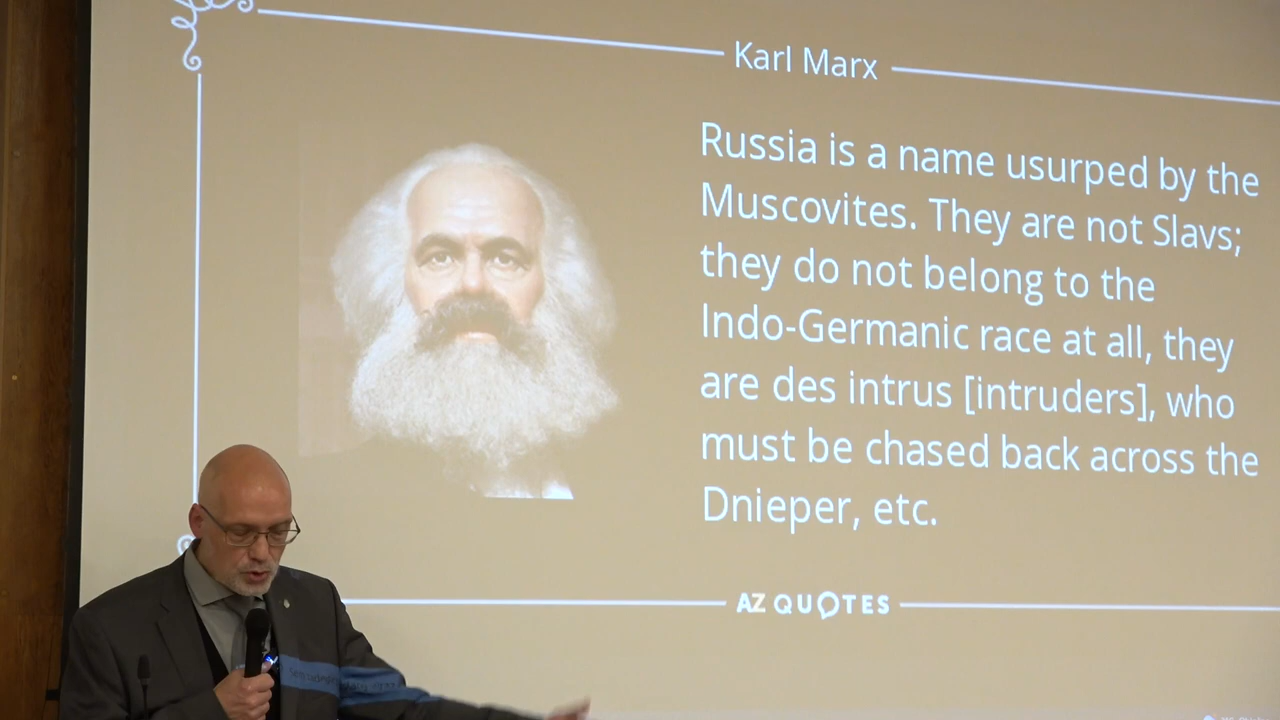 Karl Marx
Russia is a name usurped by the
Muscovites. They are not Slavs;
they do not belong to the
Indo-Germanic race at all, they
are des intrus [intruders], who
must be chased back across the
Dnieper, etc.
AZ QUOTES